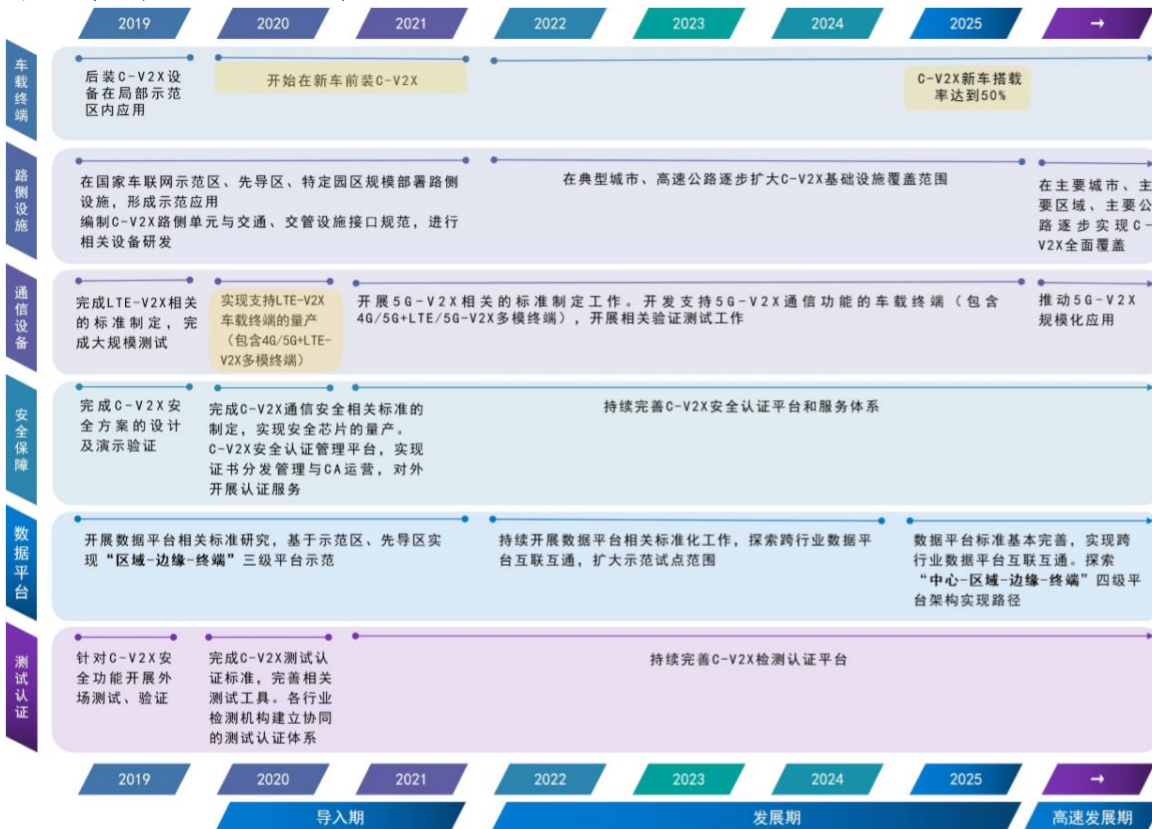 2019
2020
2021
2022
2023
2024
2025
→
车载终端
后装C-V2X设
备在局部示范
区内应用
开始在新车前装C-V2X
C-V2X新车搭载
率达到50%
路侧设施
在国家车联网示范区、先导区、特定园区规模部署路侧
设施，形成示范应用
编制C-V2X路侧单元与交通、交管设施接口规范，进行
相关设备研发
在典型城市、高速公路逐步扩大C-V2X基础设施覆盖范围
在主要城市、主
要区域、主要公
路逐步实现C-
V2X全面覆盖
通信设备
完成LTE-V2X相关
的标准制定，完
成大规模测试
实现支持LTE-V2X
车载终端的量产
（包含4G/5G+LTE-
V2X多模终端）
开展5G-V2X相关的标准制定工作。开发支持5G-V2X通信功能的车载终端（包含
4G/5G+LTE/5G-V2X多模终端），开展相关验证测试工作
推动5G-V2X
规模化应用
安全保障
完成C-V2X安
全方案的设计
及演示验证
完成C-V2X通信安全相关标准的
制定，实现安全芯片的量产。
C-V2X安全认证管理平台，实现
证书分发管理与CA运营，对外
开展认证服务
持续完善C-V2X安全认证平台和服务体系
数据平台
开展数据平台相关标准研究，基于示范区、先导区实
现“区域-边缘-终端”三级平台示范
持续开展数据平台相关标准化工作，探索跨行业数据平
台互联互通，扩大示范试点范围
数据平台标准基本完善，实现跨
行业数据平台互联互通。探索
“中心-区域-边缘-终端”四级平
台架构实现路径
测试认证
针对C-V2X安
全功能开展外
场测试、验证
完成C-V2X测试认
证标准，完善相关
测试工具。各行业
检测机构建立协同
的测试认证体系
持续完善C-V2X检测认证平台
2019
2020
2021
2022
2023
2024
2025
→
导入期
发展期
高速发展期